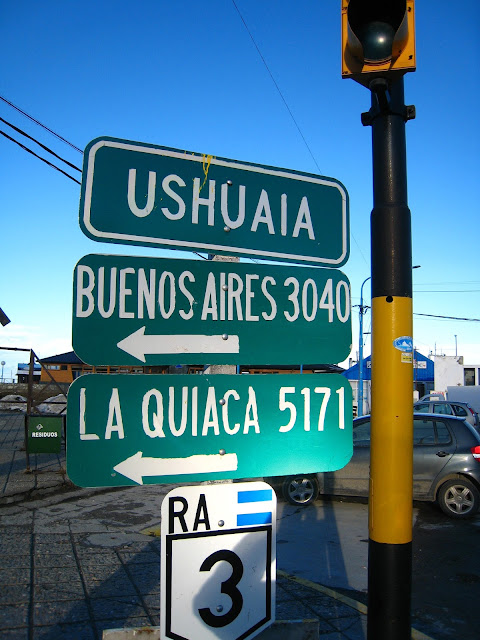 USHUAIA
BUENOS AIRES 3040
LA QUIACA 5171
RESIDUOS
RA
3